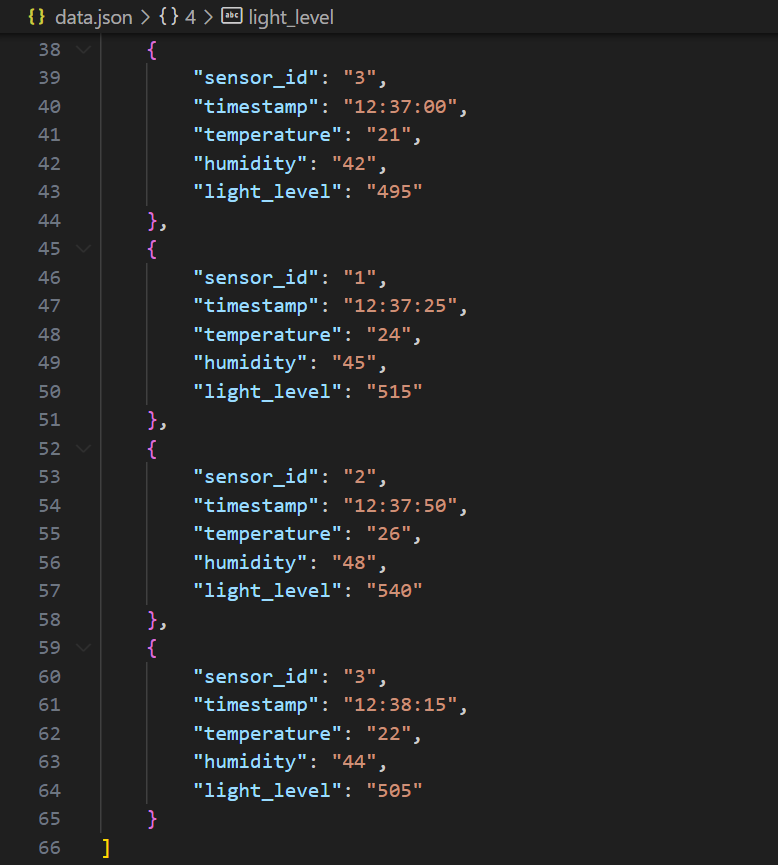 {} data.json > {} 4 > abc light_level
38 {
39 "sensor_id": "3",
40 "timestamp": "12:37:00",
41 "temperature": "21",
42 "humidity": "42",
43 "light_level": "495"
44 },
45 {
46 "sensor_id": "1",
47 "timestamp": "12:37:25",
48 "temperature": "24",
49 "humidity": "45",
50 "light_level": "515"
51 },
52 {
53 "sensor_id": "2",
54 "timestamp": "12:37:50",
55 "temperature": "26",
56 "humidity": "48",
57 "light_level": "540"
58 },
59 {
60 "sensor_id": "3",
61 "timestamp": "12:38:15",
62 "temperature": "22",
63 "humidity": "44",
64 "light_level": "505"
65 }
66 ]